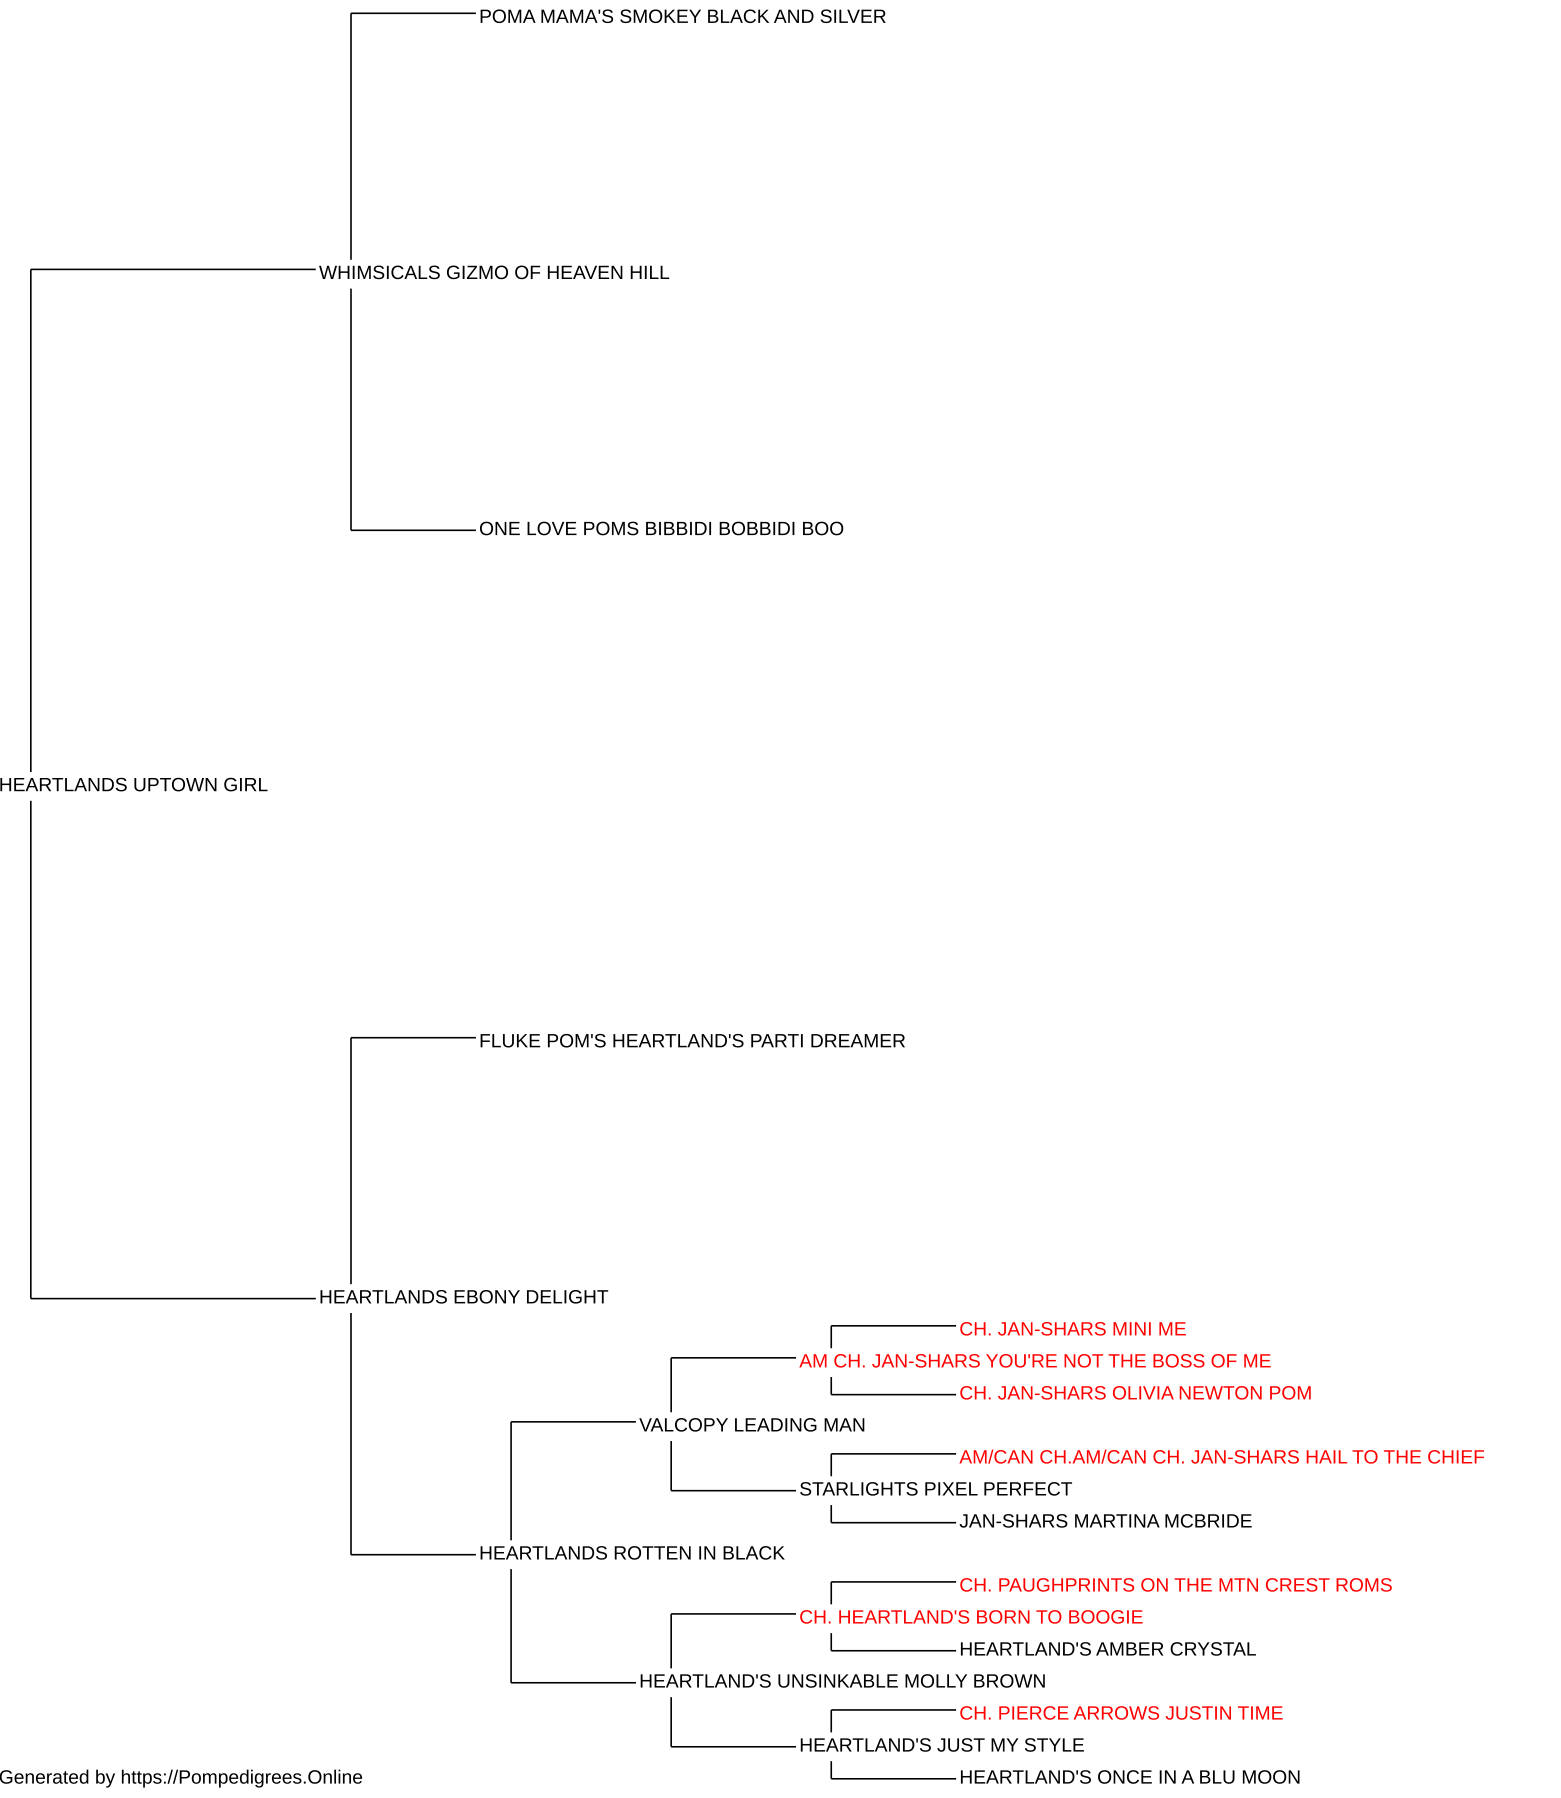 POMA MAMA'S SMOKEY BLACK AND SILVER
WHIMSICALS GIZMO OF HEAVEN HILL
ONE LOVE POMS BIBBIDI BOBBIDI BOO
HEARTLANDS UPTOWN GIRL
FLUKE POM'S HEARTLAND'S PARTI DREAMER
HEARTLANDS EBONY DELIGHT
CH. JAN-SHARS MINI ME
AM CH. JAN-SHARS YOU'RE NOT THE BOSS OF ME
CH. JAN-SHARS OLIVIA NEWTON POM
VALCOPY LEADING MAN
AM/CAN CH.AM/CAN CH. JAN-SHARS HAIL TO THE CHIEF
STARLIGHTS PIXEL PERFECT
JAN-SHARS MARTINA MCBRIDE
HEARTLANDS ROTTEN IN BLACK
CH. PAUGHPRINTS ON THE MTN CREST ROMS
CH. HEARTLAND'S BORN TO BOOGIE
HEARTLAND'S AMBER CRYSTAL
HEARTLAND'S UNSINKABLE MOLLY BROWN
CH. PIERCE ARROWS JUSTIN TIME
HEARTLAND'S JUST MY STYLE
HEARTLAND'S ONCE IN A BLU MOON
Generated by https://Pompedigrees.Online